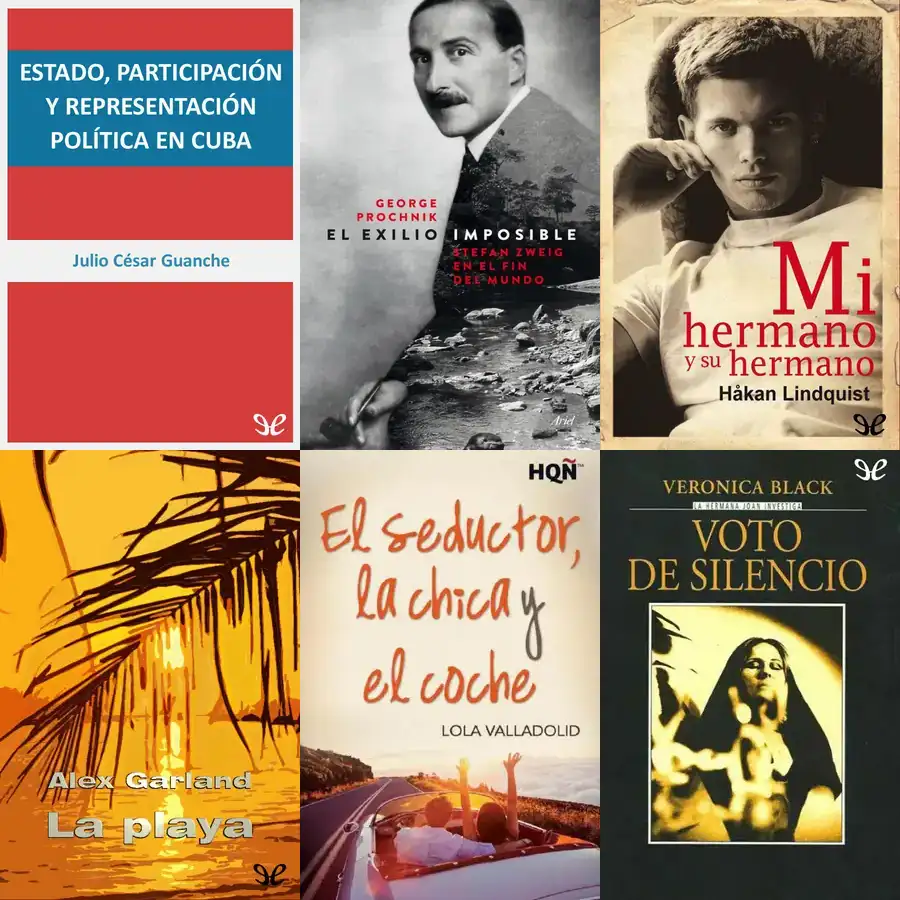 ESTADO, PARTICIPACIÓN
Y REPRESENTACIÓN
POLÍTICA EN CUBA
Julio César Guanche
GEORGE
PROCHNIK
EL EXILIO IMPOSIBLE
STEFAN ZWEIG
EN EL FIN
DEL MUNDO
Ariel
Mi
hermano
y su hermano
Håkan Lindquist
Alex Garland
La playa
HQÑ™
El seductor,
la chica y
el coche
LOLA VALLADOLID
VERONICA BLACK
LA HERMANA JOAN INVESTIGA
VOTO
DE SILENCIO